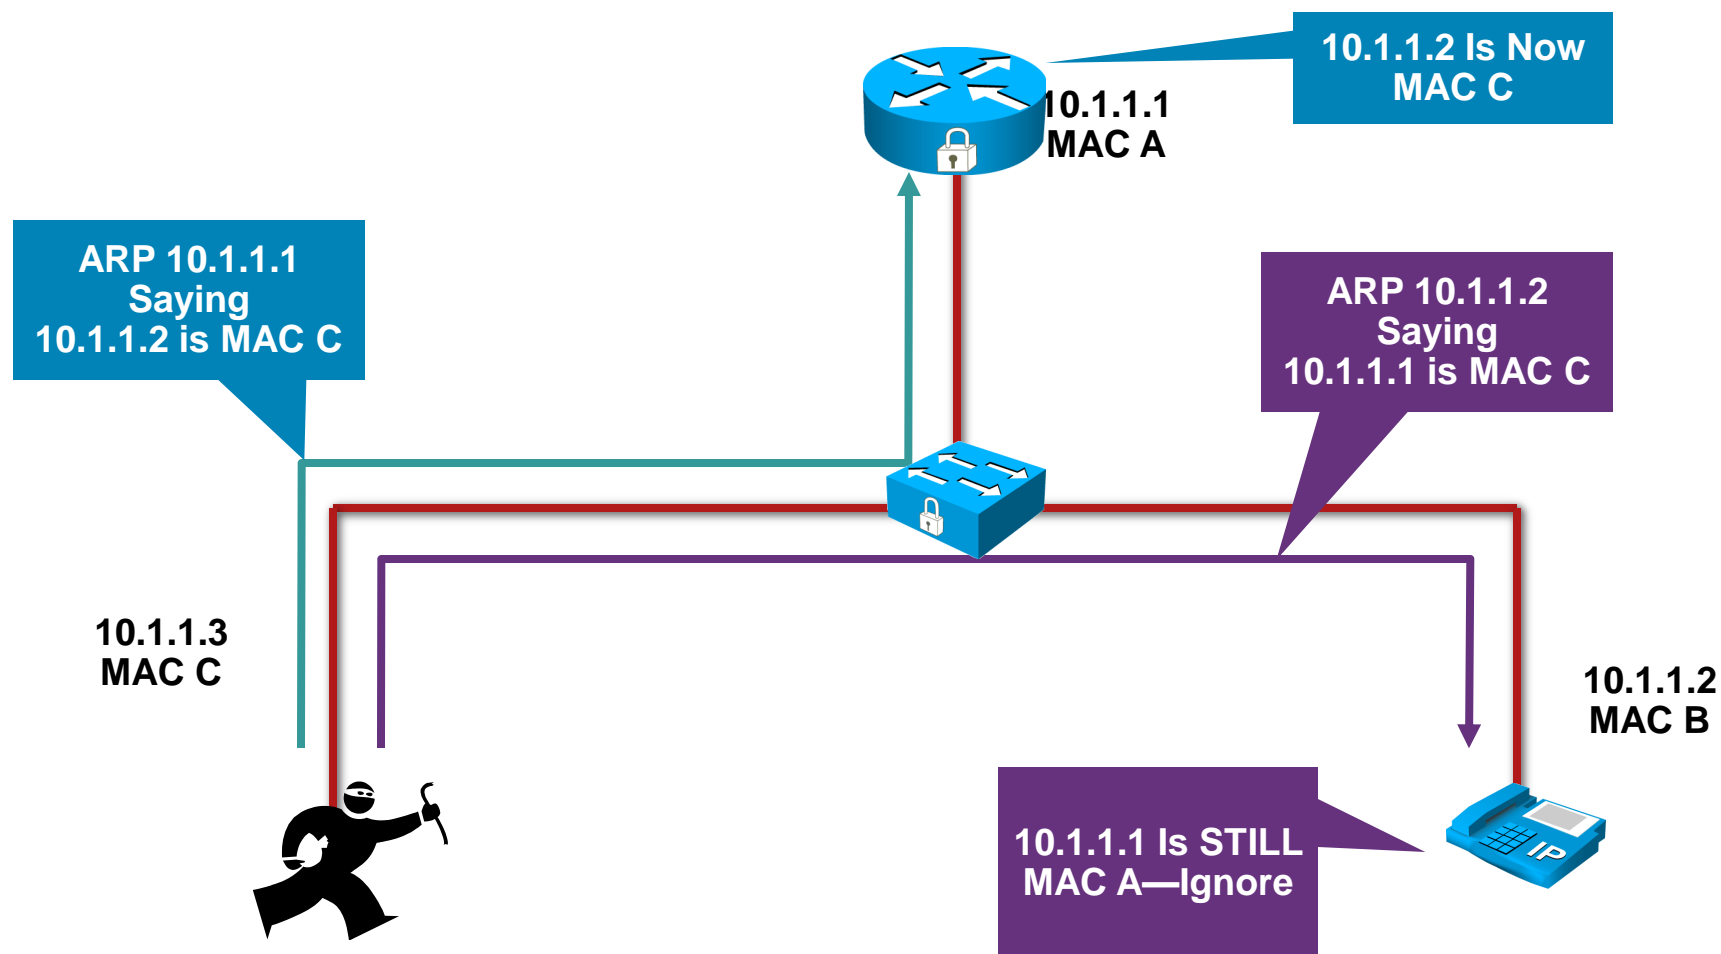 10.1.1.2 Is Now
MAC C
10.1.1.1
MAC A
ARP 10.1.1.1
Saying
10.1.1.2 is MAC C
ARP 10.1.1.2
Saying
10.1.1.1 is MAC C
10.1.1.3
MAC C
10.1.1.2
MAC B
10.1.1.1 Is STILL
MAC A—Ignore
IP